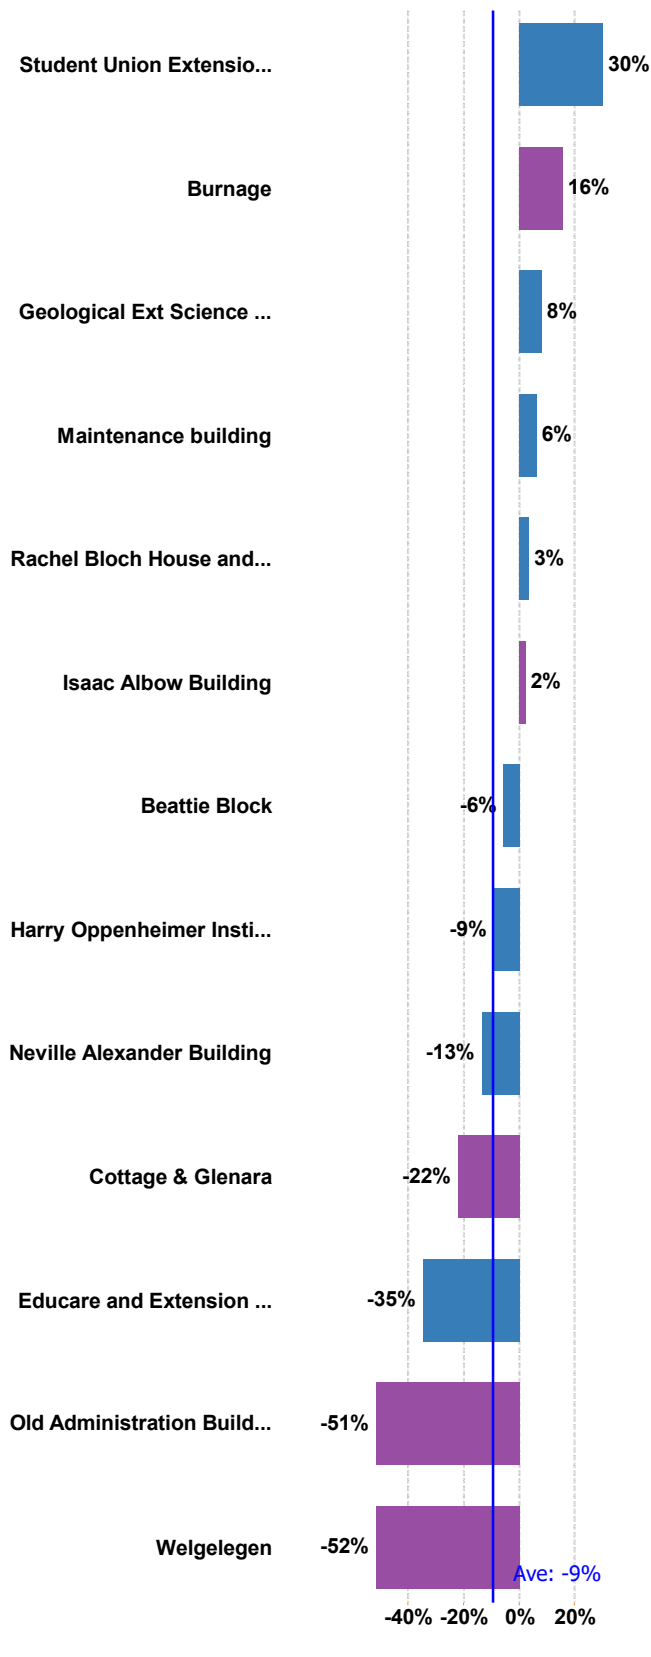 Student Union Extensio... 30%
Burnage 16%
Geological Ext Science ... 8%
Maintenance building 6%
Rachel Bloch House and... 3%
Isaac Albow Building 2%
Beattie Block -6%
Harry Oppenheimer Insti... -9%
Neville Alexander Building -13%
Cottage & Glenara -22%
Educare and Extension ... -35%
Old Administration Build... -51%
Welgelegen -52%
Ave: -9%
-40% -20% 0% 20%